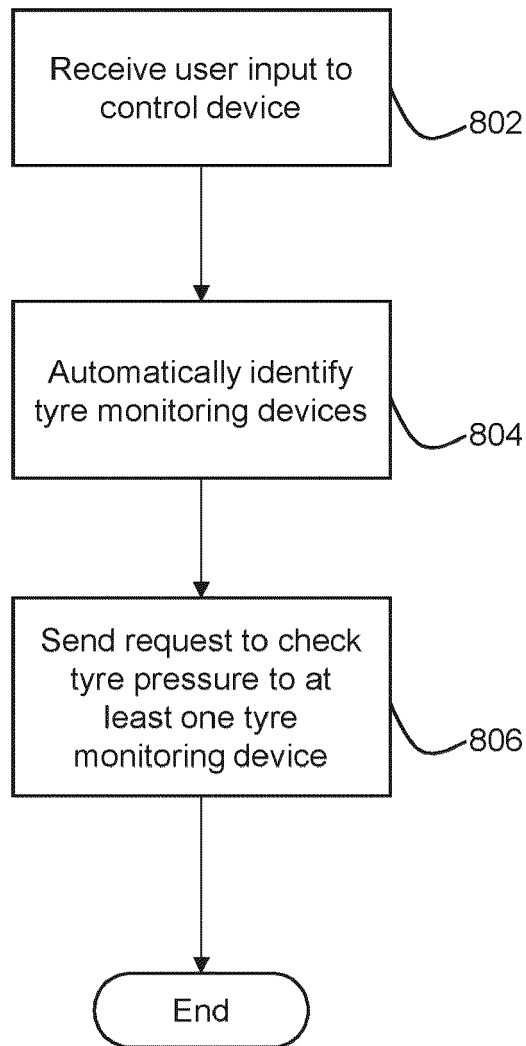 Receive user input to
control device
802
Automatically identify
tyre monitoring devices
804
Send request to check
tyre pressure to at
least one tyre
monitoring device
806
End